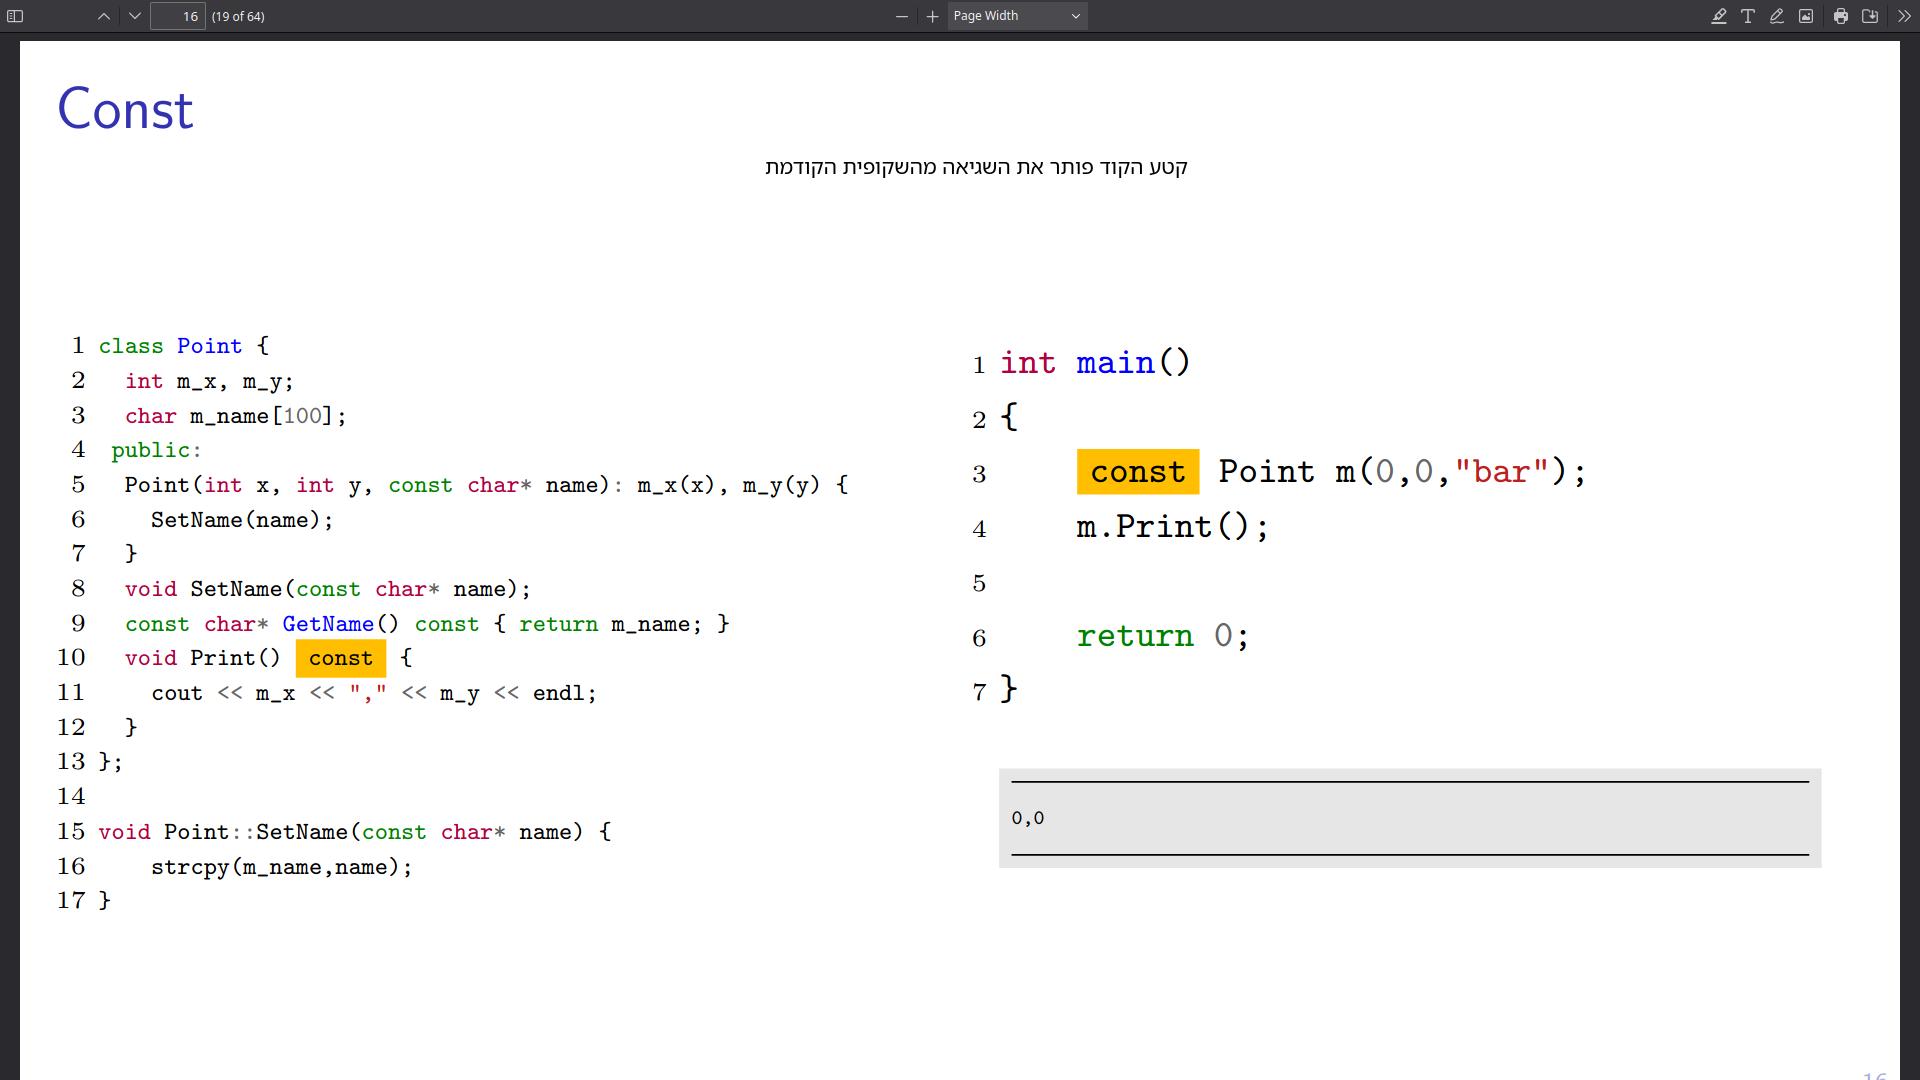 16 (19 of 64) Page Width
Const
קטע הקוד פותר את השגיאה מהשקופית הקודמת
1 class Point {
2   int m_x, m_y;
3   char m_name[100];
4  public:
5   Point(int x, int y, const char* name): m_x(x), m_y(y) {
6     SetName(name);
7   }
8   void SetName(const char* name);
9   const char* GetName() const { return m_name; }
10   void Print() const {
11     cout << m_x << "," << m_y << endl;
12   }
13 };
14
15 void Point::SetName(const char* name) {
16     strcpy(m_name,name);
17 }
1 int main()
2 {
3     const Point m(0,0,"bar");
4     m.Print();
5
6     return 0;
7 }
0,0
16